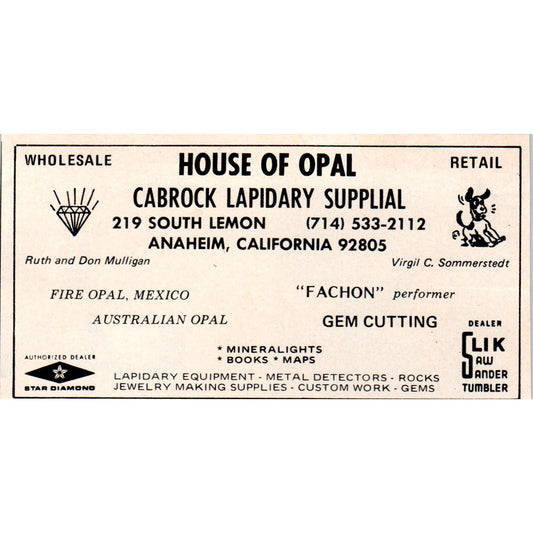 WHOLESALE
HOUSE OF OPAL
RETAIL
CABROCK LAPIDARY SUPPLIAL
219 SOUTH LEMON (714) 533-2112
ANAHEIM, CALIFORNIA 92805
Ruth and Don Mulligan
Virgil C. Sommerstedt
FIRE OPAL, MEXICO
"FACHON" performer
AUSTRALIAN OPAL
GEM CUTTING
* MINERALIGHTS
* BOOKS * MAPS
AUTHORIZED DEALER
STAR DIAMOND
DEALER
SLIK
SAW
SANDER
TUMBLER
LAPIDARY EQUIPMENT - METAL DETECTORS - ROCKS
JEWELRY MAKING SUPPLIES - CUSTOM WORK - GEMS